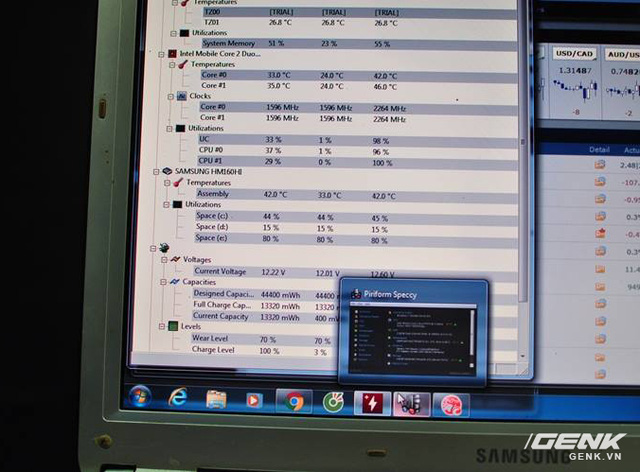 Temperatures
TZ00 [TRIAL] [TRIAL] [TRIAL]
TZ01 26.8 °C 26.8 °C 26.8 °C
Utilizations
System Memory 51 % 23 % 55 %
Intel Mobile Core 2 Duo...
Temperatures
Core #0 33.0 °C 24.0 °C 42.0 °C
Core #1 35.0 °C 24.0 °C 46.0 °C
Clocks
Core #0 1596 MHz 1596 MHz 2264 MHz
Core #1 1596 MHz 1596 MHz 2264 MHz
Utilizations
UC 33 % 1 % 98 %
CPU #0 37 % 1 % 96 %
CPU #1 29 % 0 % 100 %
SAMSUNG HM160HI
Temperatures
Assembly 42.0 °C 33.0 °C 42.0 °C
Utilizations
Space (c:) 44 % 44 % 45 %
Space (d:) 15 % 15 % 15 %
Space (e:) 80 % 80 % 80 %
Voltages
Current Voltage 12.22 V 12.01 V 12.60 V
Capacities
Designed Capaci... 44400 mWh 44400
Full Charge Cap... 13320 mWh 13320
Current Capacity 13320 mWh 400 mW
Levels
Wear Level 70 % 70 %
Charge Level 100 % 3 %
Piriform Speccy
USD/CAD AUD/US
1.31487 0.7482
-8 -2
Detail Actu
2.48
-107.
-0.9
0.3%
-0.4
0.3
11.4
949
SAMSUNG
GENK
GENK.VN